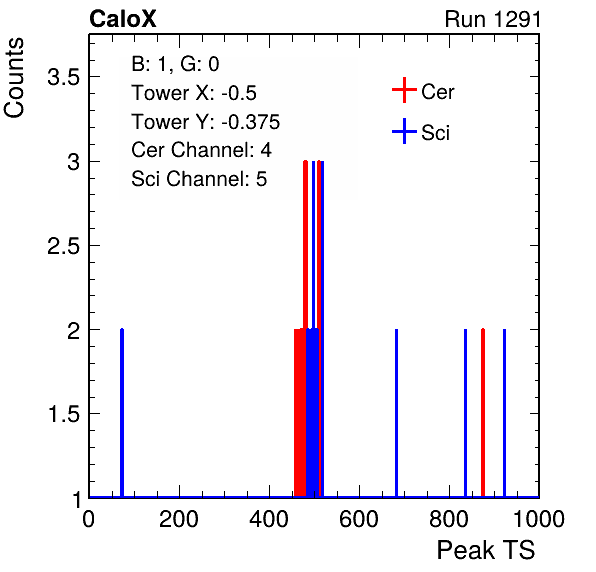 CaloX Run 1291
Counts
B: 1, G: 0
Tower X: -0.5
Tower Y: -0.375
Cer Channel: 4
Sci Channel: 5
Cer
Sci
3.5
3
2.5
2
1.5
1
0 200 400 600 800 1000
Peak TS